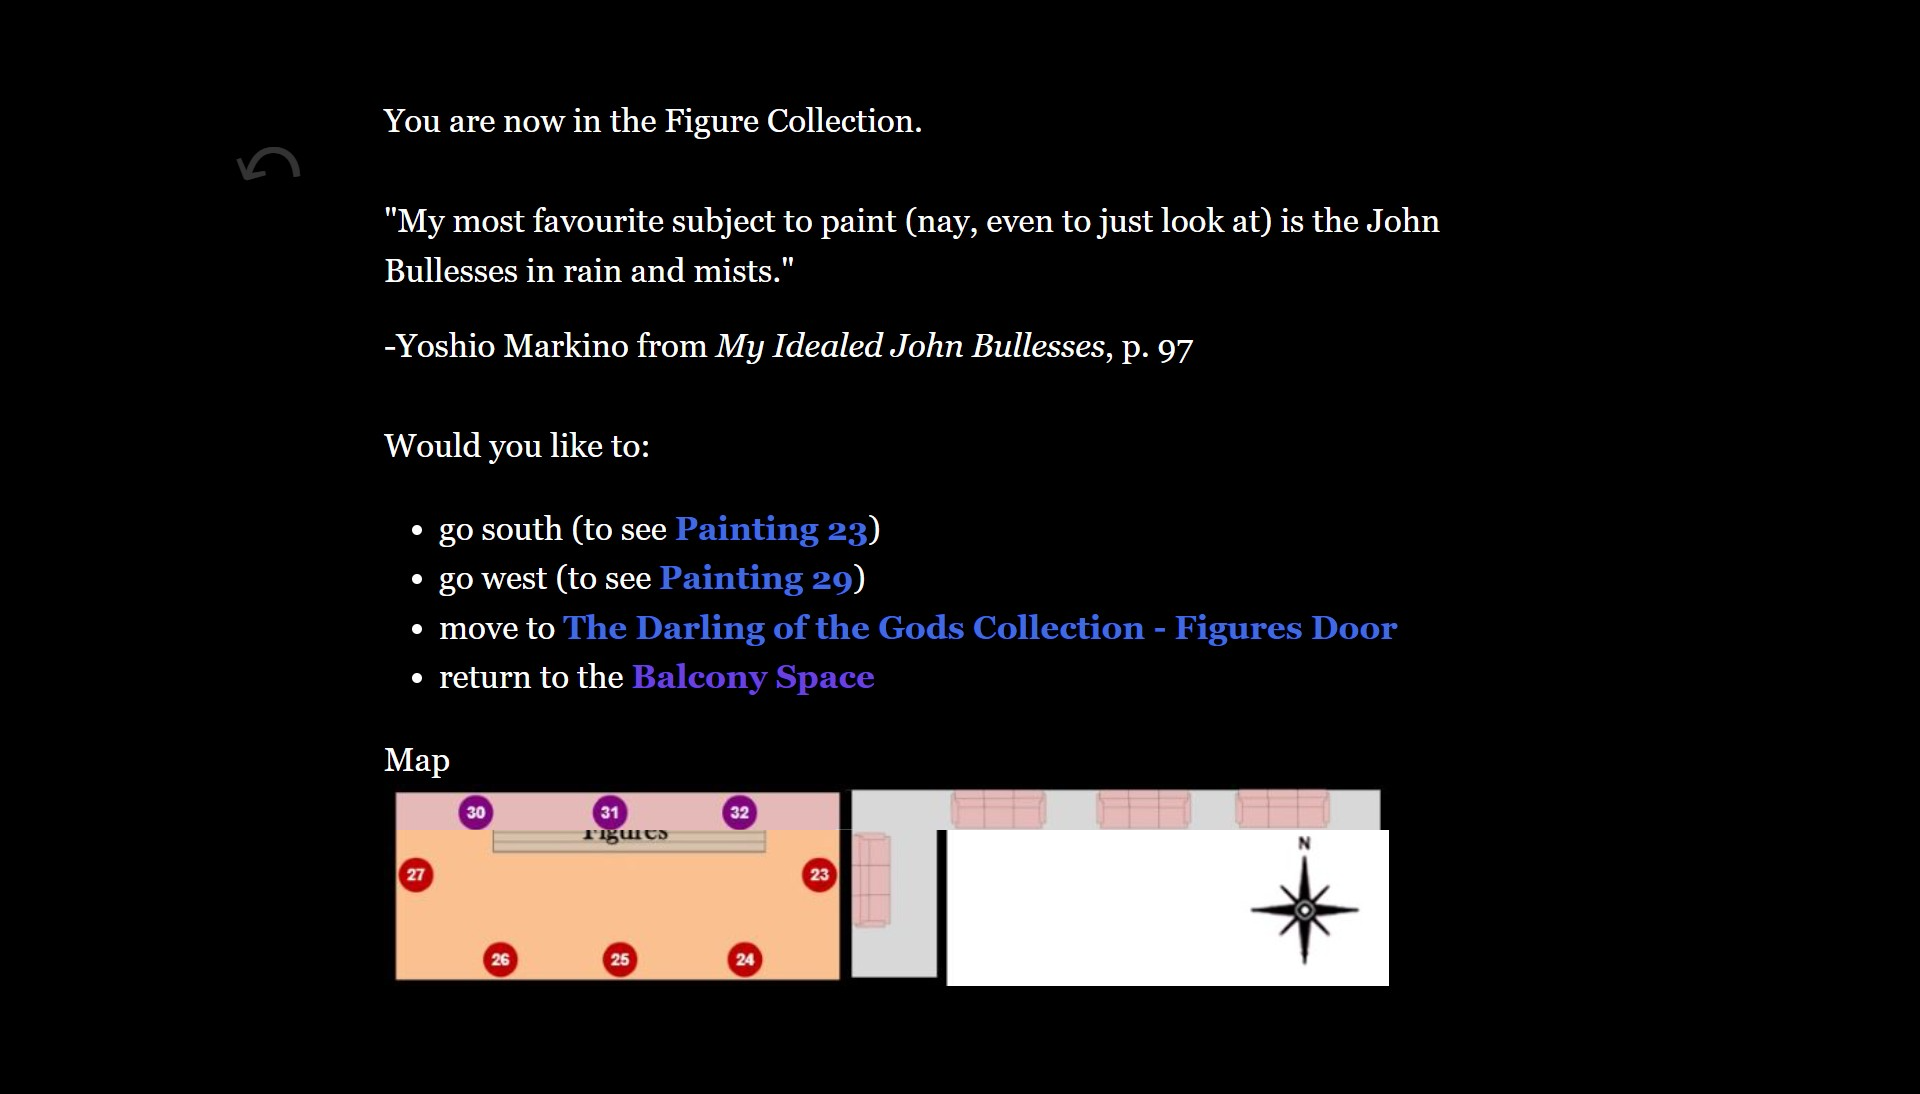 You are now in the Figure Collection.
"My most favourite subject to paint (nay, even to just look at) is the John
Bullesses in rain and mists."
-Yoshio Markino from My Idealed John Bullesses, p. 97
Would you like to:
• go south (to see Painting 23)
• go west (to see Painting 29)
• move to The Darling of the Gods Collection - Figures Door
• return to the Balcony Space
Map
30 31 32
Figures
N
27 23
26 25 24